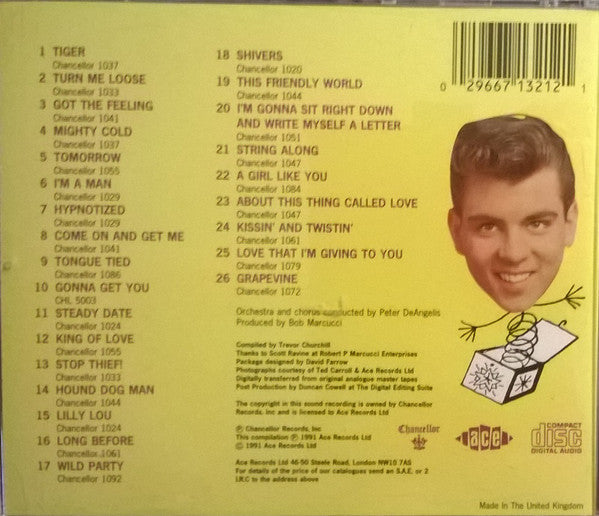 1 TIGER
Chancellor 1037
2 TURN ME LOOSE
Chancellor 1033
3 GOT THE FEELING
Chancellor 1041
4 MIGHTY COLD
Chancellor 1037
5 TOMORROW
Chancellor 1055
6 I'M A MAN
Chancellor 1029
7 HYPNOTIZED
Chancellor 1029
8 COME ON AND GET ME
Chancellor 1041
9 TONGUE TIED
Chancellor 1086
10 GONNA GET YOU
CHL 5003
11 STEADY DATE
Chancellor 1024
12 KING OF LOVE
Chancellor 1055
13 STOP THIEF!
Chancellor 1033
14 HOUND DOG MAN
Chancellor 1044
15 LILLY LOU
Chancellor 1024
16 LONG BEFORE
Chancellor 1061
17 WILD PARTY
Chancellor 1092
18 SHIVERS
Chancellor 1020
19 THIS FRIENDLY WORLD
Chancellor 1044
20 I'M GONNA SIT RIGHT DOWN
AND WRITE MYSELF A LETTER
Chancellor 1051
21 STRING ALONG
Chancellor 1047
22 A GIRL LIKE YOU
Chancellor 1084
23 ABOUT THIS THING CALLED LOVE
Chancellor 1047
24 KISSIN' AND TWISTIN'
Chancellor 1061
25 LOVE THAT I'M GIVING TO YOU
Chancellor 1079
26 GRAPEVINE
Chancellor 1072
Orchestra and chorus conducted by Peter DeAngelis
Produced by Bob Marcucci
Compiled by Trevor Churchill
Thanks to Scott Ravine at Robert P Marcucci Enterprises
Package designed by David Farrow
Photographs courtesy of Ted Carroll & Ace Records Ltd
Digitally transferred from original analogue master tapes
Post Production by Duncan Cowell at The Digital Editing Suite
The copyright in this sound recording is owned by Chancellor
Records, Inc and is licensed to Ace Records Ltd
℗ Chancellor Records, Inc
This compilation ℗ 1991 Ace Records Ltd
© 1991 Ace Records Ltd
Ace Records Ltd 46-50 Steele Road, London NW10 7AS
For details of the price of our catalogues send an S.A.E. or 2
I.R.C to the address above
0 29667 13212 1
Chancellor
ace
COMPACT
disc
DIGITAL AUDIO
Made In The United Kingdom